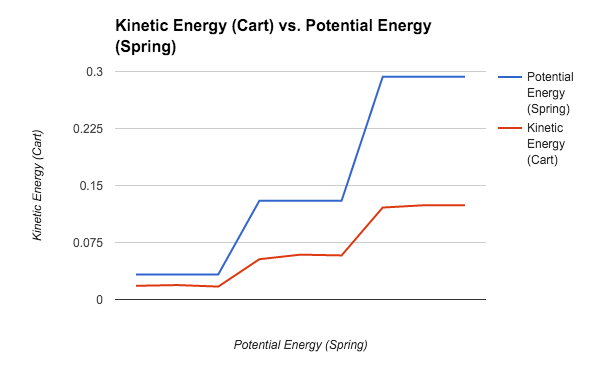 Kinetic Energy (Cart) vs. Potential Energy
(Spring)
0.3
0.225
0.15
0.075
0
Kinetic Energy (Cart)
Potential Energy (Spring)
Potential
Energy
(Spring)
Kinetic
Energy
(Cart)